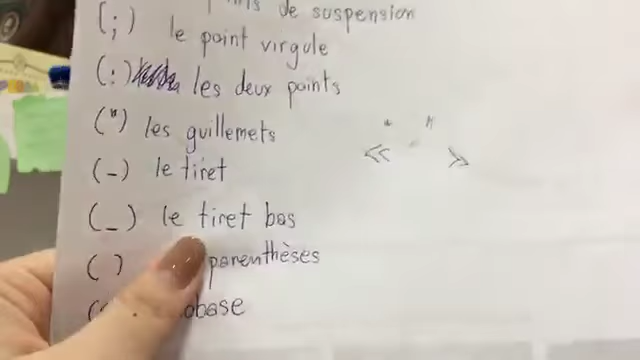 de suspension
(;) le point virgule
(:) les deux points
(") les guillemets " "
<< >>
(-) le tiret
(_) le tiret bas
( ) parenthèses